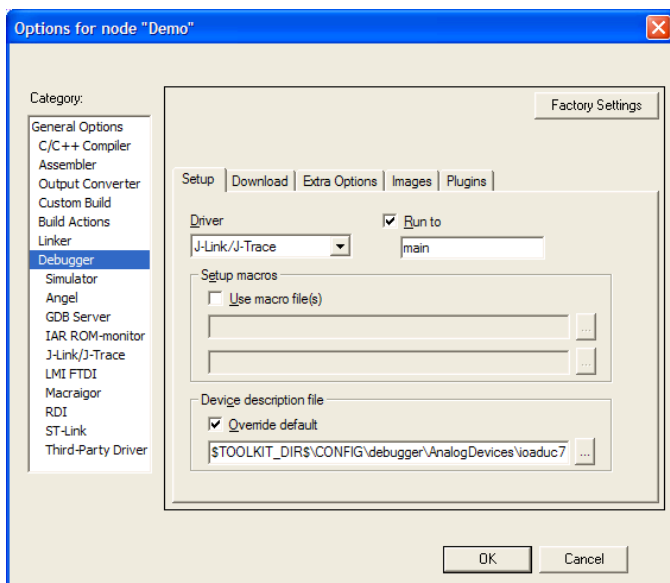 Options for node "Demo"
Category:
Factory Settings
General Options
C/C++ Compiler
Assembler
Output Converter
Custom Build
Build Actions
Linker
Debugger
Simulator
Angel
GDB Server
IAR ROM-monitor
J-Link/J-Trace
LMI FTDI
Macraigor
RDI
ST-Link
Third-Party Driver
Setup Download Extra Options Images Plugins
Driver Run to
J-Link/J-Trace main
Setup macros
Use macro file(s)
...
...
Device description file
Override default
$TOOLKIT_DIR$\CONFIG\debugger\AnalogDevices\ioaduc7 ...
OK Cancel